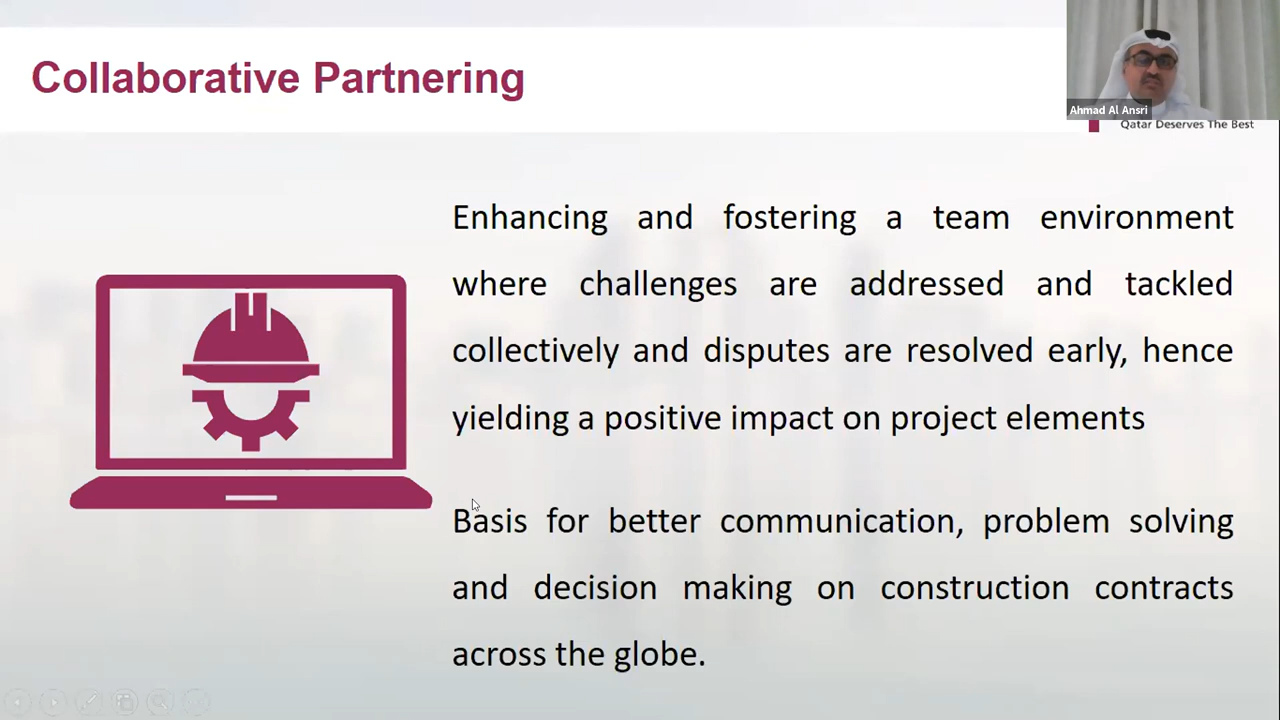 Collaborative Partnering
Ahmad Al Ansri
Qatar Deserves The Best
Enhancing and fostering a team environment
where challenges are addressed and tackled
collectively and disputes are resolved early, hence
yielding a positive impact on project elements
Basis for better communication, problem solving
and decision making on construction contracts
across the globe.